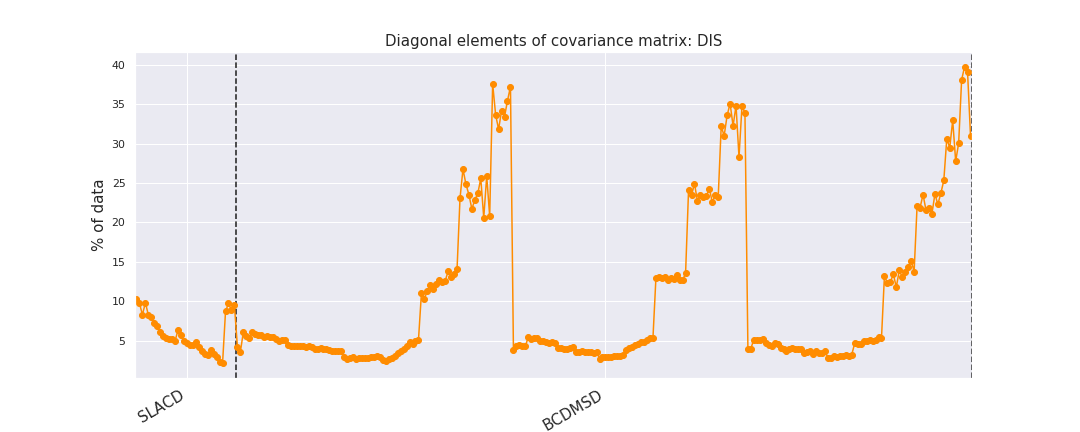 Diagonal elements of covariance matrix: DIS
% of data
40
35
30
25
20
15
10
5
SLACD
BCDMSD